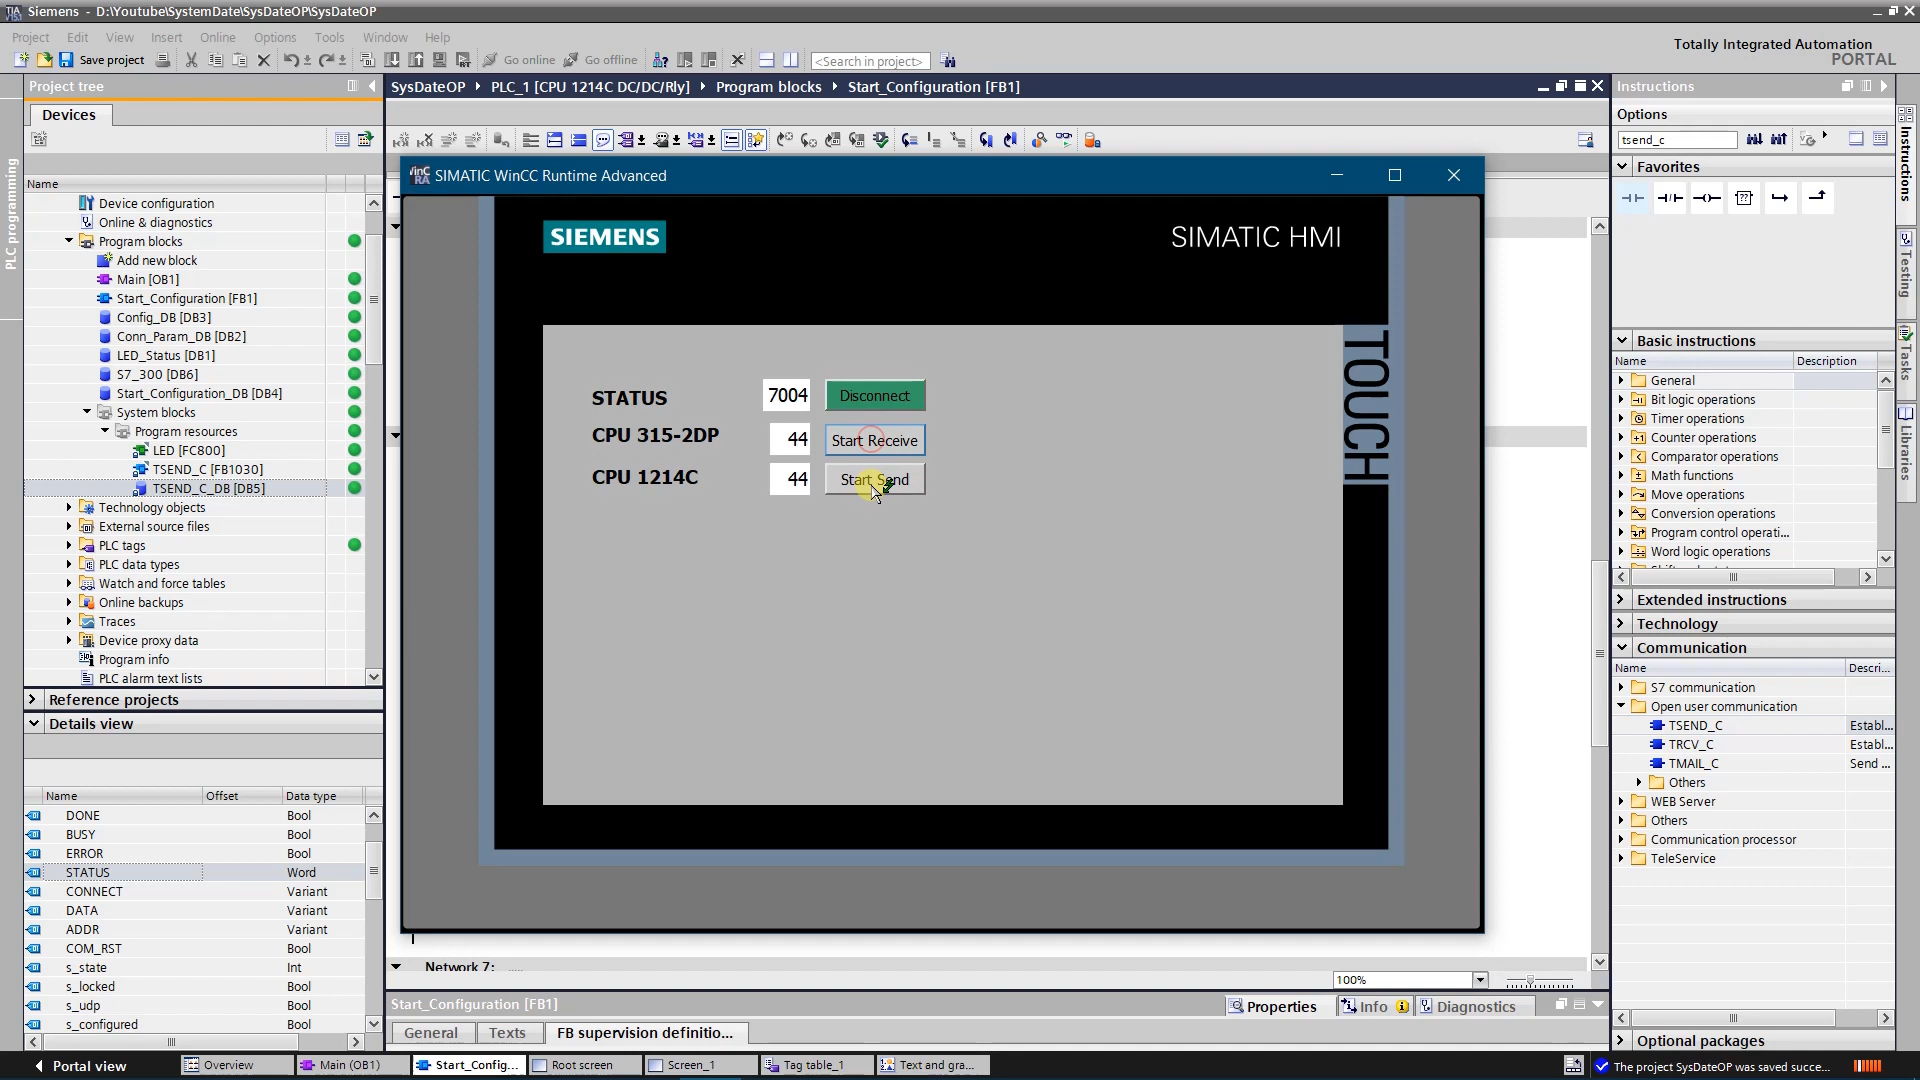 Siemens - D:\Youtube\SystemDate\SysDateOP\SysDateOP
Project Edit View Insert Online Options Tools Window Help
Totally Integrated Automation
PORTAL
Save project
Go online
Go offline
<Search in project>
Project tree
SysDateOP
PLC_1 [CPU 1214C DC/DC/Rly]
Program blocks
Start_Configuration [FB1]
Instructions
Devices
Options
tsend_c
PLC programming
Name
Device configuration
Online & diagnostics
Program blocks
Add new block
Main [OB1]
Start_Configuration [FB1]
Config_DB [DB3]
Conn_Param_DB [DB2]
LED_Status [DB1]
S7_300 [DB6]
Start_Configuration_DB [DB4]
System blocks
Program resources
LED [FC800]
TSEND_C [FB1030]
TSEND_C_DB [DB5]
Technology objects
External source files
PLC tags
PLC data types
Watch and force tables
Online backups
Traces
Device proxy data
Program info
PLC alarm text lists
Reference projects
Details view
Name Offset Data type
DONE Bool
BUSY Bool
ERROR Bool
STATUS Word
CONNECT Variant
DATA Variant
ADDR Variant
COM_RST Bool
s_state Int
s_locked Bool
s_udp Bool
s_configured Bool
SIMATIC WinCC Runtime Advanced
SIEMENS
SIMATIC HMI
TOUCH
STATUS 7004 Disconnect
CPU 315-2DP 44 Start Receive
CPU 1214C 44 Start Send
Network 7: .....
100%
Start_Configuration [FB1]
Properties
Info
Diagnostics
General
Texts
FB supervision definitio...
Favorites
Basic instructions
Name Description
General
Bit logic operations
Timer operations
Counter operations
Comparator operations
Math functions
Move operations
Conversion operations
Program control operati...
Word logic operations
Extended instructions
Technology
Communication
Name Descri...
S7 communication
Open user communication
TSEND_C Establ...
TRCV_C Establ...
TMAIL_C Send ...
Others
WEB Server
Others
Communication processor
TeleService
Optional packages
Instructions
Testing
Tasks
Libraries
Portal view
Overview
Main (OB1)
Start_Config...
Root screen
Screen_1
Tag table_1
Text and gra...
The project SysDateOP was saved succe...